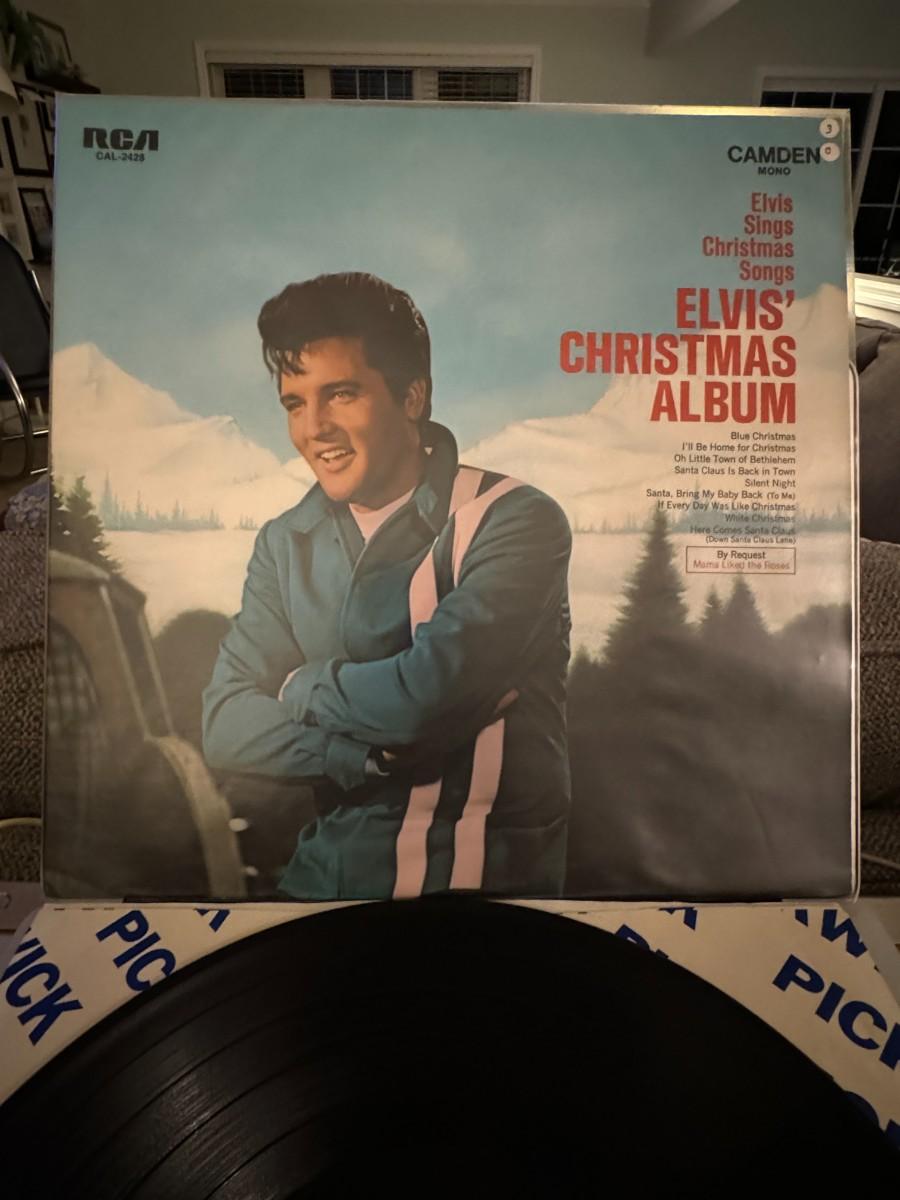 RCA
CAL-2428
CAMDEN
MONO
3
0
Elvis
Sings
Christmas
Songs
ELVIS'
CHRISTMAS
ALBUM
Blue Christmas
I'll Be Home for Christmas
Oh Little Town of Bethlehem
Santa Claus Is Back in Town
Silent Night
Santa, Bring My Baby Back (To Me)
If Every Day Was Like Christmas
White Christmas
Here Comes Santa Claus
(Down Santa Claus Lane)
By Request
Mama Liked the Roses